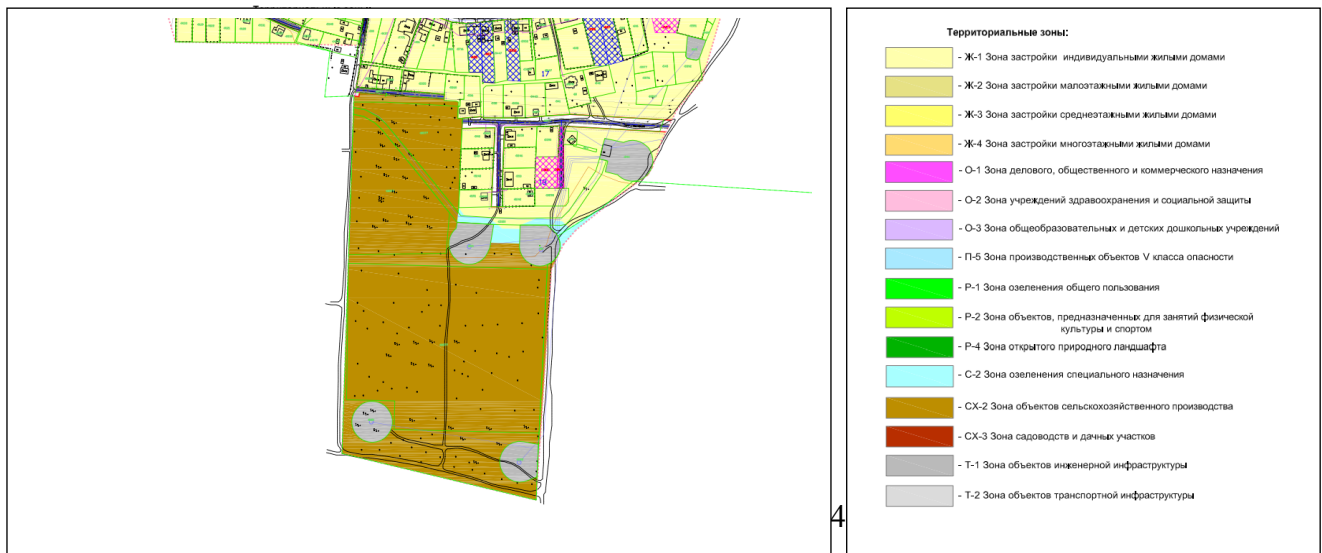 17
18
4
Территориальные зоны:
- Ж-1 Зона застройки индивидуальными жилыми домами
- Ж-2 Зона застройки малоэтажными жилыми домами
- Ж-3 Зона застройки среднеэтажными жилыми домами
- Ж-4 Зона застройки многоэтажными жилыми домами
- О-1 Зона делового, общественного и коммерческого назначения
- О-2 Зона учреждений здравоохранения и социальной защиты
- О-3 Зона общеобразовательных и детских дошкольных учреждений
- П-5 Зона производственных объектов V класса опасности
- Р-1 Зона озеленения общего пользования
- Р-2 Зона объектов, предназначенных для занятий физической
культуры и спортом
- Р-4 Зона открытого природного ландшафта
- С-2 Зона озеленения специального назначения
- СХ-2 Зона объектов сельскохозяйственного производства
- СХ-3 Зона садоводств и дачных участков
- Т-1 Зона объектов инженерной инфраструктуры
- Т-2 Зона объектов транспортной инфраструктуры